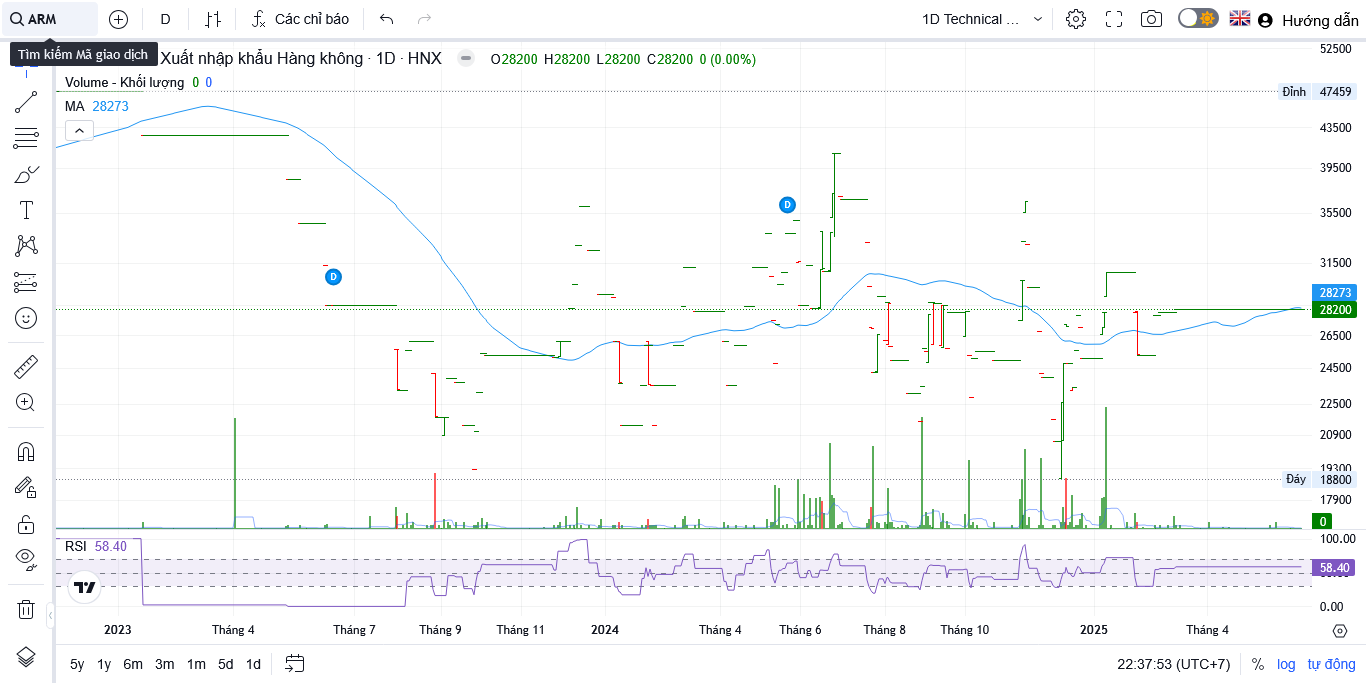 ARM
D
Các chỉ báo
1D Technical ...
Hướng dẫn
Tìm kiếm Mã giao dịch
Xuất nhập khẩu Hàng không · 1D · HNX
O28200 H28200 L28200 C28200 0 (0.00%)
Volume - Khối lượng 0 0
MA 28273
D
D
52500
Đỉnh 47459
43500
39500
35500
31500
28273
28200
26500
24500
22500
20900
19300
Đáy 18800
17900
0
RSI 58.40
100.00
58.40
0.00
2023
Tháng 4
Tháng 7
Tháng 9
Tháng 11
2024
Tháng 4
Tháng 6
Tháng 8
Tháng 10
2025
Tháng 4
5y 1y 6m 3m 1m 5d 1d
22:37:53 (UTC+7)
% log tự động